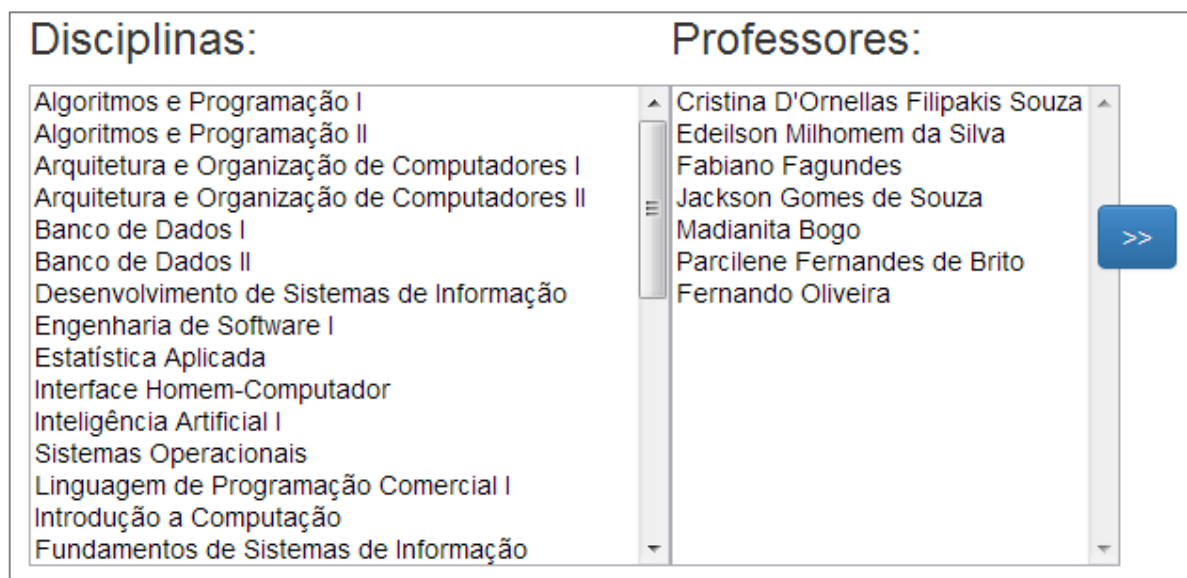 Disciplinas:
Algoritmos e Programação I
Algoritmos e Programação II
Arquitetura e Organização de Computadores I
Arquitetura e Organização de Computadores II
Banco de Dados I
Banco de Dados II
Desenvolvimento de Sistemas de Informação
Engenharia de Software I
Estatística Aplicada
Interface Homem-Computador
Inteligência Artificial I
Sistemas Operacionais
Linguagem de Programação Comercial I
Introdução a Computação
Fundamentos de Sistemas de Informação
Professores:
Cristina D'Ornellas Filipakis Souza
Edeilson Milhomem da Silva
Fabiano Fagundes
Jackson Gomes de Souza
Madianita Bogo
Parcilene Fernandes de Brito
Fernando Oliveira
>>